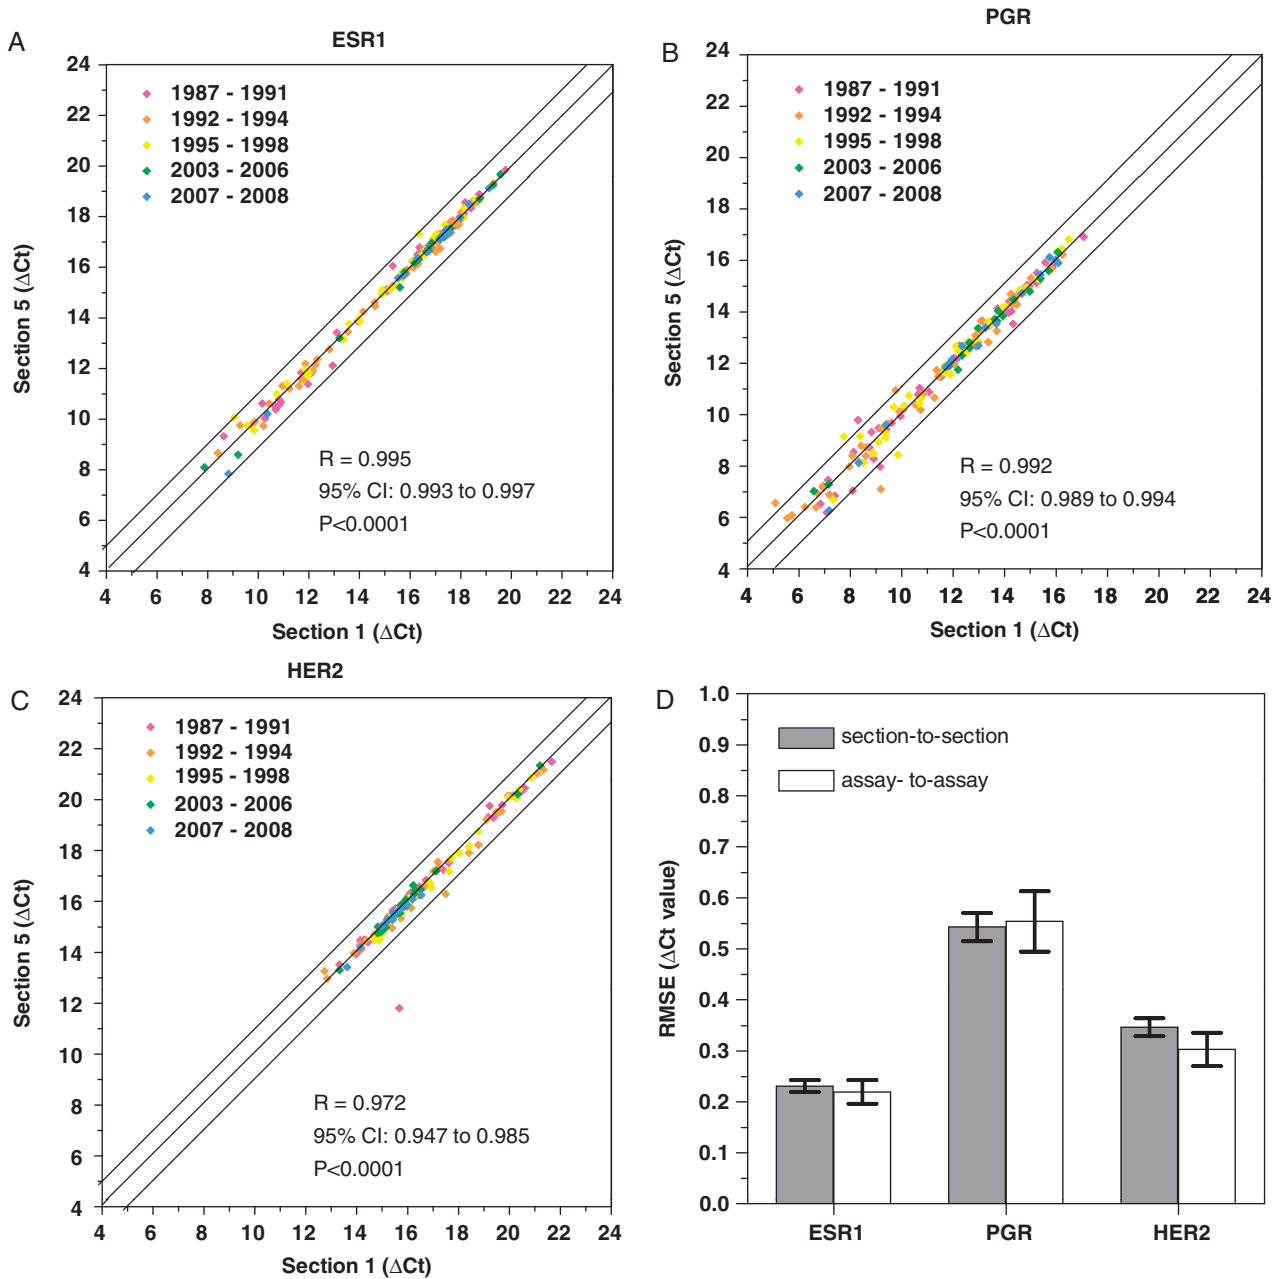 A
ESR1
24
22
20
18
16
14
12
10
8
6
4
1987 - 1991
1992 - 1994
1995 - 1998
2003 - 2006
2007 - 2008
R = 0.995
95% CI: 0.993 to 0.997
P<0.0001
Section 5 (ΔCt)
4 6 8 10 12 14 16 18 20 22 24
Section 1 (ΔCt)
B
PGR
24
22
20
18
16
14
12
10
8
6
4
1987 - 1991
1992 - 1994
1995 - 1998
2003 - 2006
2007 - 2008
R = 0.992
95% CI: 0.989 to 0.994
P<0.0001
Section 5 (ΔCt)
4 6 8 10 12 14 16 18 20 22 24
Section 1 (ΔCt)
C
HER2
24
22
20
18
16
14
12
10
8
6
4
1987 - 1991
1992 - 1994
1995 - 1998
2003 - 2006
2007 - 2008
R = 0.972
95% CI: 0.947 to 0.985
P<0.0001
Section 5 (ΔCt)
4 6 8 10 12 14 16 18 20 22 24
Section 1 (ΔCt)
D
1.0
0.9
0.8
0.7
0.6
0.5
0.4
0.3
0.2
0.1
0.0
section-to-section
assay- to-assay
RMSE (ΔCt value)
ESR1 PGR HER2